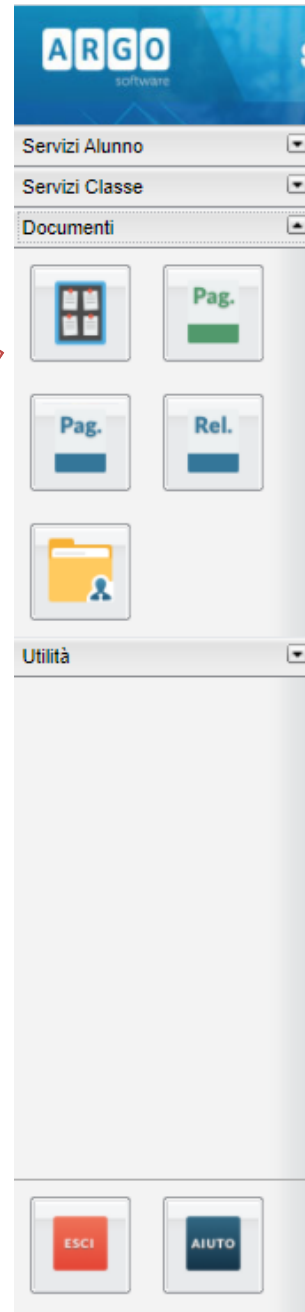 ARGO
software
S
Servizi Alunno
Servizi Classe
Documenti
Pag.
Pag. Rel.
Utilità
ESCI AIUTO